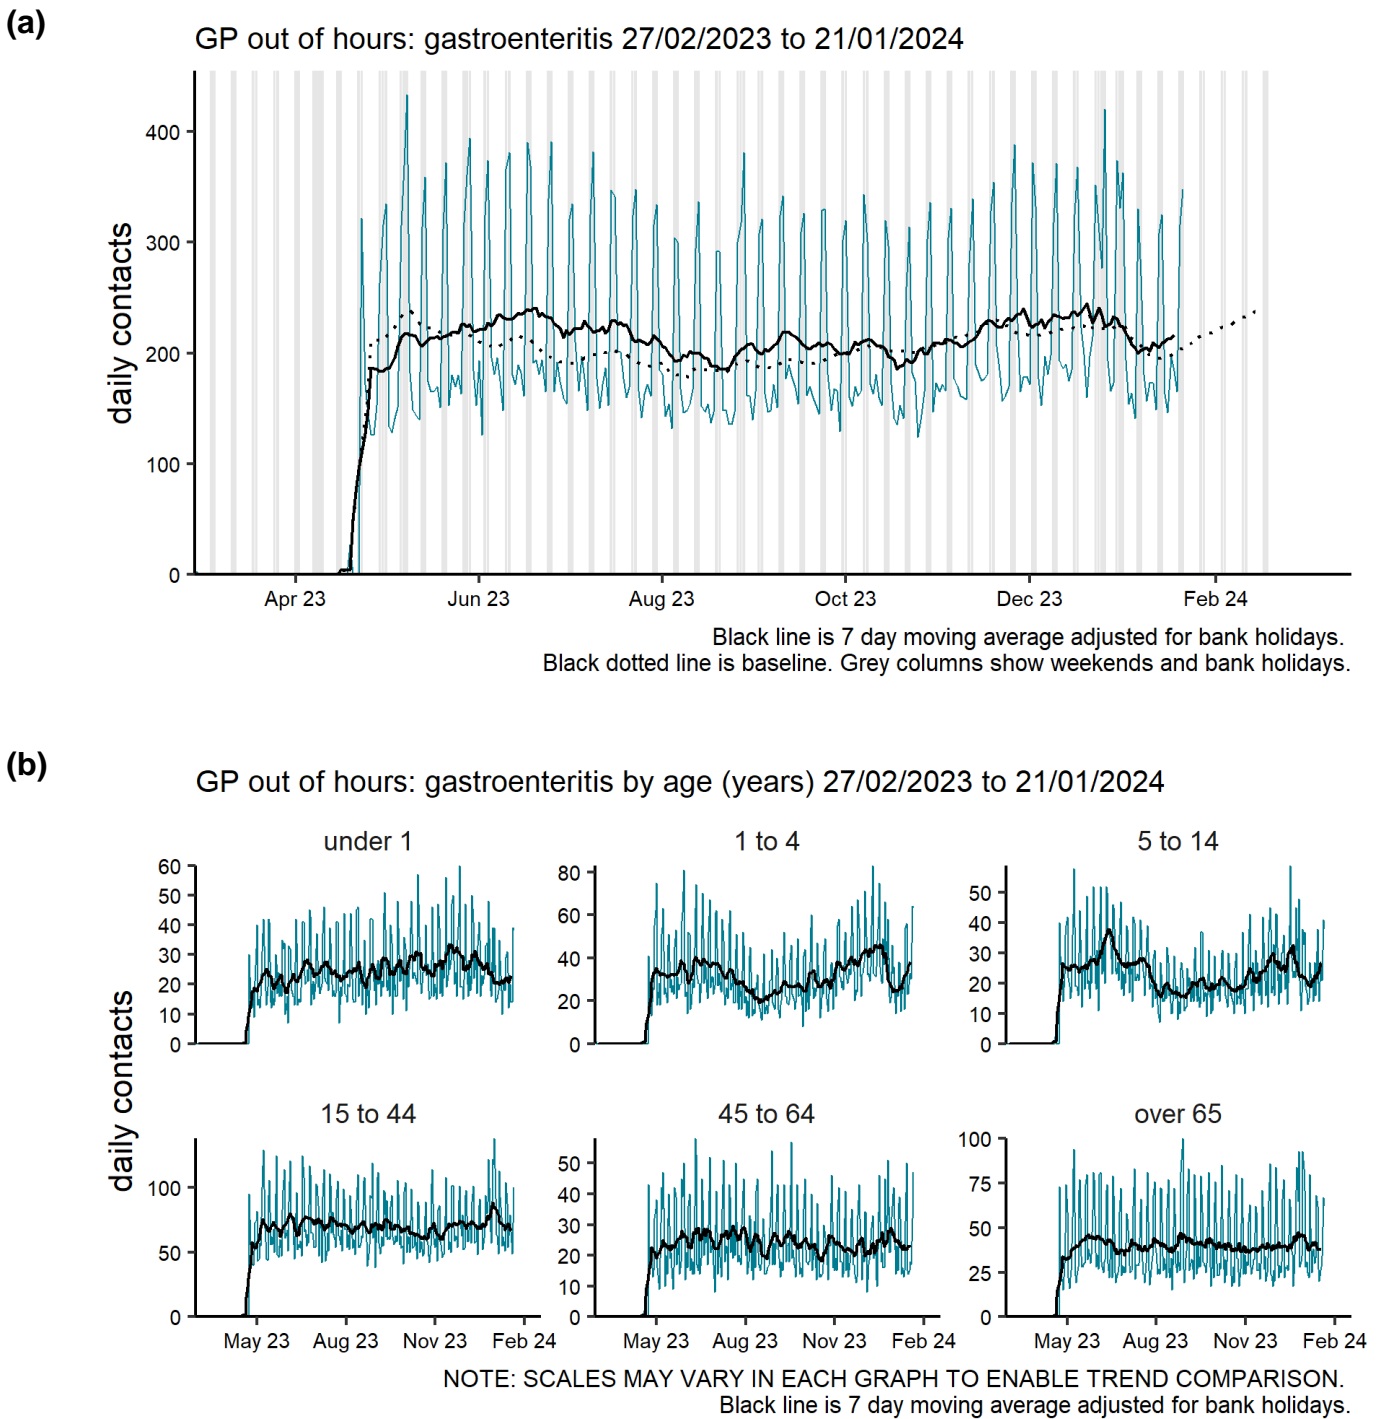 (a)
GP out of hours: gastroenteritis 27/02/2023 to 21/01/2024
daily contacts
400
300
200
100
0
Apr 23 Jun 23 Aug 23 Oct 23 Dec 23 Feb 24
Black line is 7 day moving average adjusted for bank holidays.
Black dotted line is baseline. Grey columns show weekends and bank holidays.
(b)
GP out of hours: gastroenteritis by age (years) 27/02/2023 to 21/01/2024
daily contacts
under 1
60
50
40
30
20
10
0
1 to 4
80
60
40
20
0
5 to 14
50
40
30
20
10
0
15 to 44
100
50
0
May 23 Aug 23 Nov 23 Feb 24
45 to 64
50
40
30
20
10
0
May 23 Aug 23 Nov 23 Feb 24
over 65
100
75
50
25
0
May 23 Aug 23 Nov 23 Feb 24
NOTE: SCALES MAY VARY IN EACH GRAPH TO ENABLE TREND COMPARISON.
Black line is 7 day moving average adjusted for bank holidays.